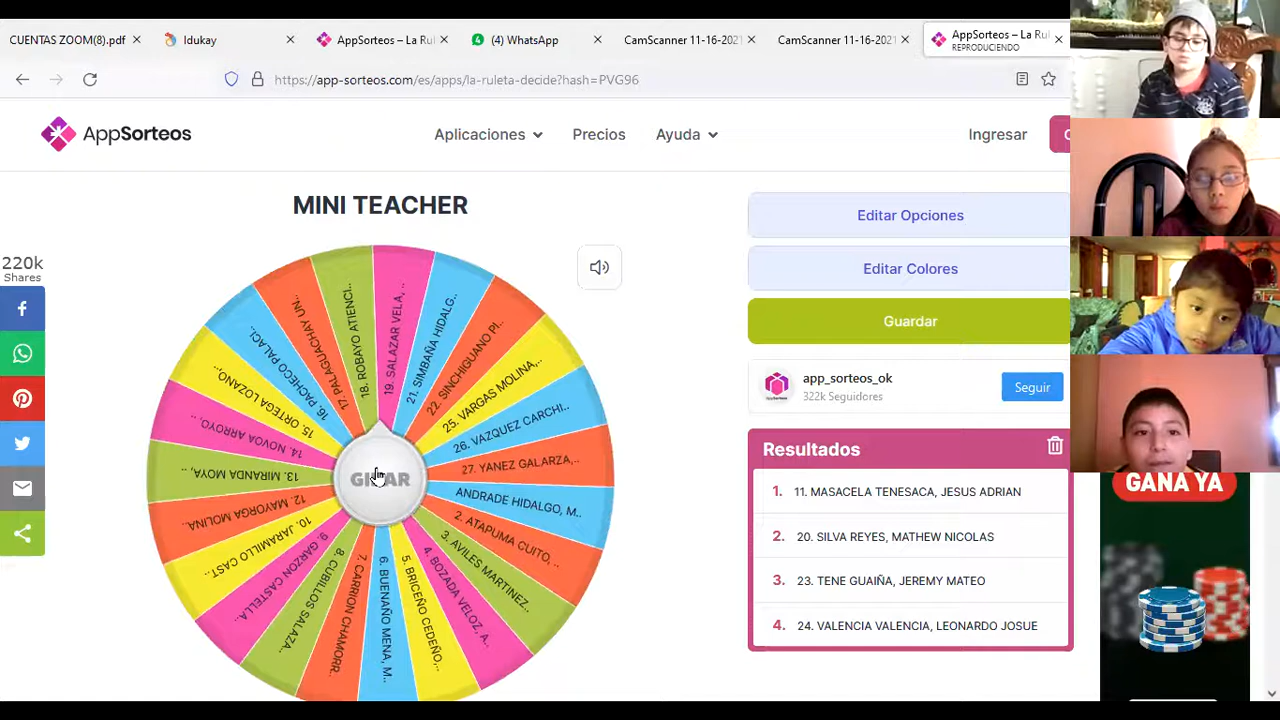 CUENTAS ZOOM(8).pdf
Idukay
AppSorteos – La Rul
(4) WhatsApp
CamScanner 11-16-2021
CamScanner 11-16-2021
AppSorteos – La Rul
REPRODUCIENDO
https://app-sorteos.com/es/apps/la-ruleta-decide?hash=PVG96
AppSorteos
Aplicaciones
Precios
Ayuda
Ingresar
MINI TEACHER
Editar Opciones
220k
Shares
Editar Colores
Guardar
app_sorteos_ok
322k Seguidores
Seguir
Resultados
1. 11. MASACELA TENESACA, JESUS ADRIAN
2. 20. SILVA REYES, MATHEW NICOLAS
3. 23. TENE GUAIÑA, JEREMY MATEO
4. 24. VALENCIA VALENCIA, LEONARDO JOSUE
GANA YA
19. SALAZAR VELA, ..
21. SIMBAÑA HIDALG..
22. SINCHIGUANO PI..
25. VARGAS MOLINA,..
26. VAZQUEZ CARCHI..
27. YANEZ GALARZA,..
ANDRADE HIDALGO, M..
2. ATAPUMA CUITO, ..
3. AVILES MARTINEZ,
4. BOZADA VELOZ,
5. BRICEÑO CEDEÑO..
6. BUENAÑO MENA, M..
7. CARRION CHAMORR..
8. CUBILLOS SALAZA..
9. GARZON CASTELLA..
10. JARAMILLO CAST..
12. MAYORGA MOLINA
13. MIRANDA MOYA, ..
14. NOVOA ARROYO, ..
15. ORTEGA LOZANO,..
16. PACHECO PALAC..
17. PALAGUACHAY UN..
18. ROBAYO ATIENCI..
GIRAR